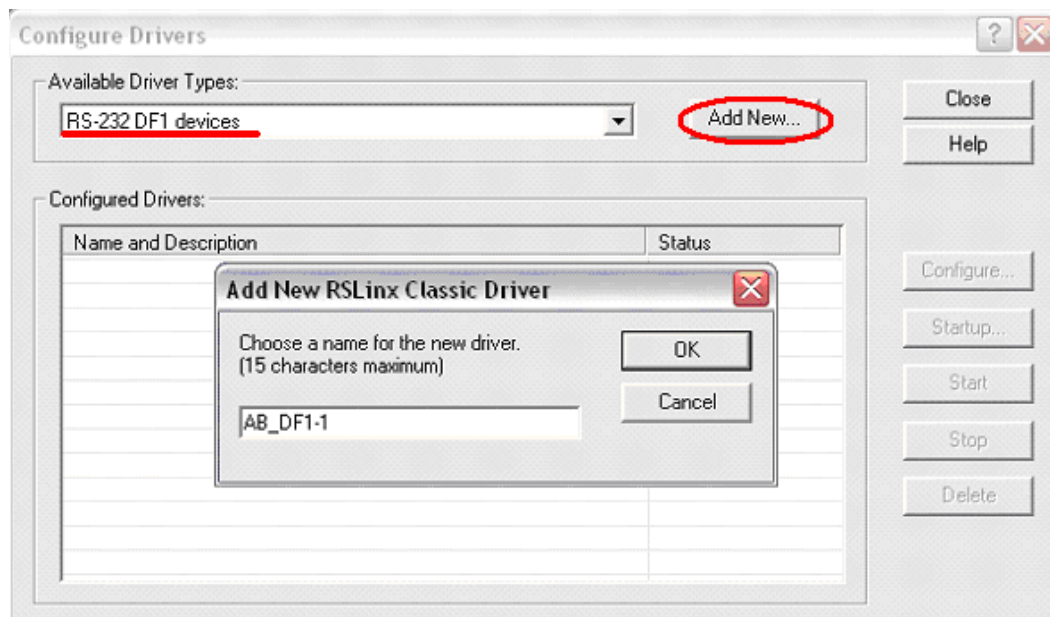 Configure Drivers
Available Driver Types:
RS-232 DF1 devices
Add New...
Close
Help
Configured Drivers:
Name and Description
Status
Add New RSLinx Classic Driver
Choose a name for the new driver.
(15 characters maximum)
AB_DF1-1
OK
Cancel
Configure...
Startup...
Start
Stop
Delete